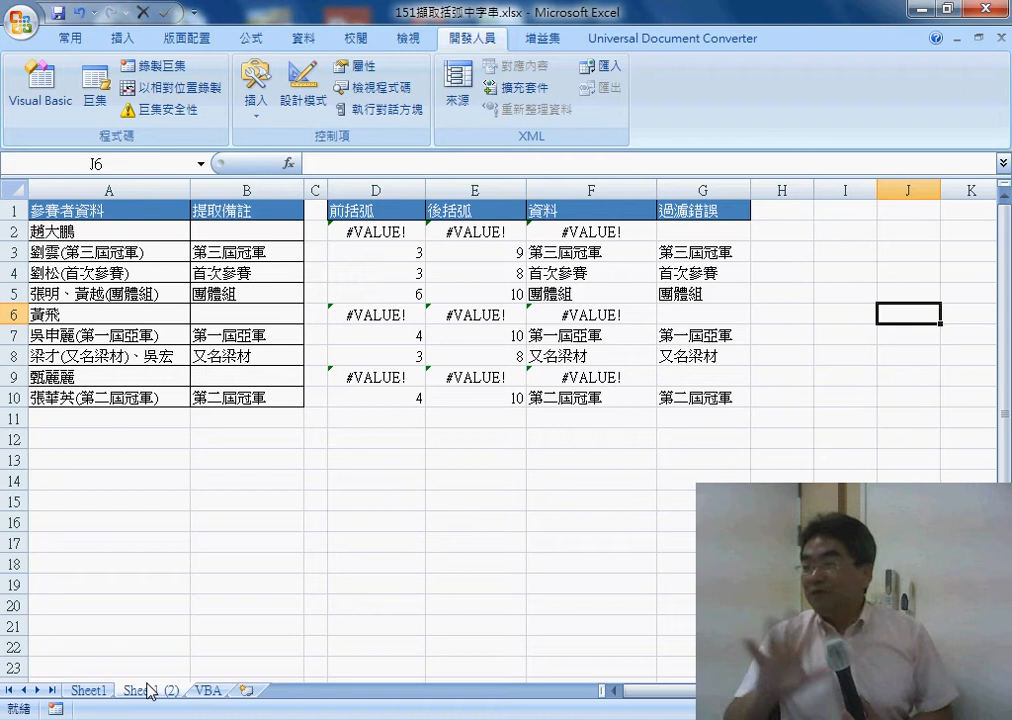 151擷取括弧中字串.xlsx - Microsoft Excel
常用 插入 版面配置 公式 資料 校閱 檢視 開發人員 增益集 Universal Document Converter
Visual Basic 巨集 錄製巨集 以相對位置錄製 巨集安全性 程式碼
插入 設計模式 屬性 檢視程式碼 執行對話方塊 控制項
來源 對應內容 擴充套件 重新整理資料 匯入 匯出 XML
J6 fx
A B C D E F G H I J K
1 參賽者資料 提取備註 前括弧 後括弧 資料 過濾錯誤
2 趙大鵬 #VALUE! #VALUE! #VALUE!
3 劉雲(第三屆冠軍) 第三屆冠軍 3 9 第三屆冠軍 第三屆冠軍
4 劉松(首次參賽) 首次參賽 3 8 首次參賽 首次參賽
5 張明、黃越(團體組) 團體組 6 10 團體組 團體組
6 黃飛 #VALUE! #VALUE! #VALUE!
7 吳申麗(第一屆亞軍) 第一屆亞軍 4 10 第一屆亞軍 第一屆亞軍
8 梁才(又名梁材)、吳宏 又名梁材 3 8 又名梁材 又名梁材
9 甄麗麗 #VALUE! #VALUE! #VALUE!
10 張華英(第二屆冠軍) 第二屆冠軍 4 10 第二屆冠軍 第二屆冠軍
11
12
13
14
15
16
17
18
19
20
21
22
23
Sheet1 Sheet1 (2) VBA
就緒